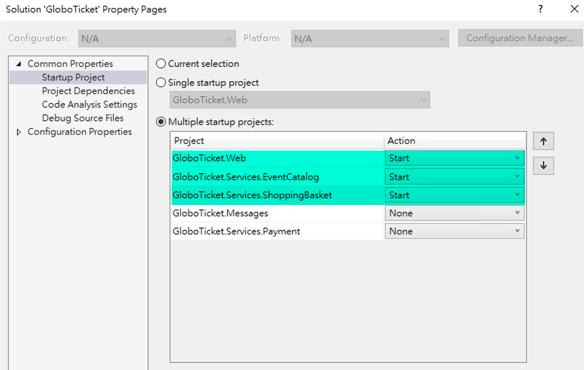 Solution 'GloboTicket' Property Pages
Configuration: N/A Platform: N/A Configuration Manager...
Common Properties
Startup Project
Project Dependencies
Code Analysis Settings
Debug Source Files
Configuration Properties
Current selection
Single startup project
GloboTicket.Web
Multiple startup projects:
Project Action
GloboTicket.Web Start
GloboTicket.Services.EventCatalog Start
GloboTicket.Services.ShoppingBasket Start
GloboTicket.Messages None
GloboTicket.Services.Payment None